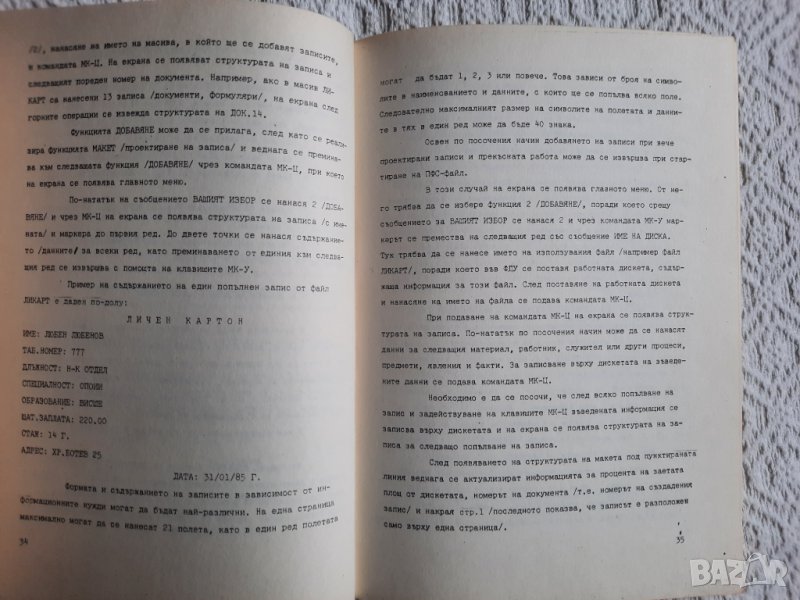 /2/, нанасяне на името на масива, в който ще се добавят записите,
и командата МК-Ц. На екрана се появяват структурата на записа и
следващият пореден номер на документа. Например, ако в масив ЛИ-
КАРТ са нанесени 13 записа /документи, формуляри/, на екрана след
горните операции се извежда структурата на ДОК.14.
Функцията ДОБАВЯНЕ може да се прилага, след като се реали-
зира функцията МАКЕТ /проектиране на записа/ и веднага се премина-
ва към следващата функция /ДОБАВЯНЕ/ чрез командата МК-Ц, при което
на екрана се появява главното меню.
По-нататък на съобщението ВАШИЯТ ИЗБОР се нанася 2 /ДОБА-
ВЯНЕ/ и чрез МК-Ц на екрана се появява структурата на записа /с име-
ната/ и маркера до първия ред. До двете точки се нанася съдържание-
то /данните/ за всеки ред, като преминаването от единия към следва-
щия ред се извършва с помощта на клавишите МК-У.
Пример на съдържанието на един попълнен запис от файл
ЛИКАРТ е даден по-долу:
ЛИЧЕН КАРТОН
ИМЕ: ЛЮБЕН ЛЮБЕНОВ
ТАБ.НОМЕР: 777
ДЛЪЖНОСТ: Н-К ОТДЕЛ
СПЕЦИАЛНОСТ: ОПОИИ
ОБРАЗОВАНИЕ: ВИСШЕ
ШАТ.ЗАПЛАТА: 220.00
СТАЖ: 14 Г.
АДРЕС: ХР.БОТЕВ 25
ДАТА: 31/01/85 Г.
Формата и съдържанието на записите в зависимост от ин-
формационните нужди могат да бъдат най-различни. На една страница
максимално могат да се нанесат 21 полета, като в един ред полетата
34
могат да бъдат 1, 2, 3 или повече. Това зависи от броя на симво-
лите в наименованието и данните, с които ще се попълва всяко поле.
Следователно максималният размер на символите на полетата и данни-
те в тях в един ред може да бъде 40 знака.
Освен по посочения начин добавянето на записи при вече
проектирани записи и прекъсната работа може да се извършва при стар-
тиране на ПФС-файл.
В този случай на екрана се появява главното меню. От не-
го трябва да се избере функция 2 /ДОБАВЯНЕ/, поради което срещу
съобщението за ВАШИЯТ ИЗБОР се нанася 2 и чрез командата МК-У мар-
керът се премества на следващия ред със съобщение ИМЕ НА ДИСКА.
Тук трябва да се нанесе името на използувания файл /например файл
ЛИКАРТ/, поради което във ФПУ се поставя работната дискета, съдър-
жаща информация за този файл. След поставяне на работната дискета
и нанасяне на името на файла се подава командата МК-Ц.
При подаване на командата МК-Ц на екрана се появява струк-
турата на записа. По-нататък по посочения начин може да се нанасят
данни за следващия материал, работник, служител или други процеси,
предмети, явления и факти. За записване върху дискетата на въведе-
ните данни се подава командата МК-Ц.
Необходимо е да се посочи, че след всяко попълване на
запис и задействуване на клавишите МК-Ц въведената информация се
записва върху дискетата и на екрана се появява структурата на за-
писа за следващо попълване на записа.
След появяването на структурата на макета под пунктираната
линия веднага се актуализират информацията за процента на заетата
площ от дискетата, номерът на документа /т.е. номерът на създадения
запис/ и накрая стр.1 /последното показва, че записът е разположен
само върху една страница/.
35
BAZAR